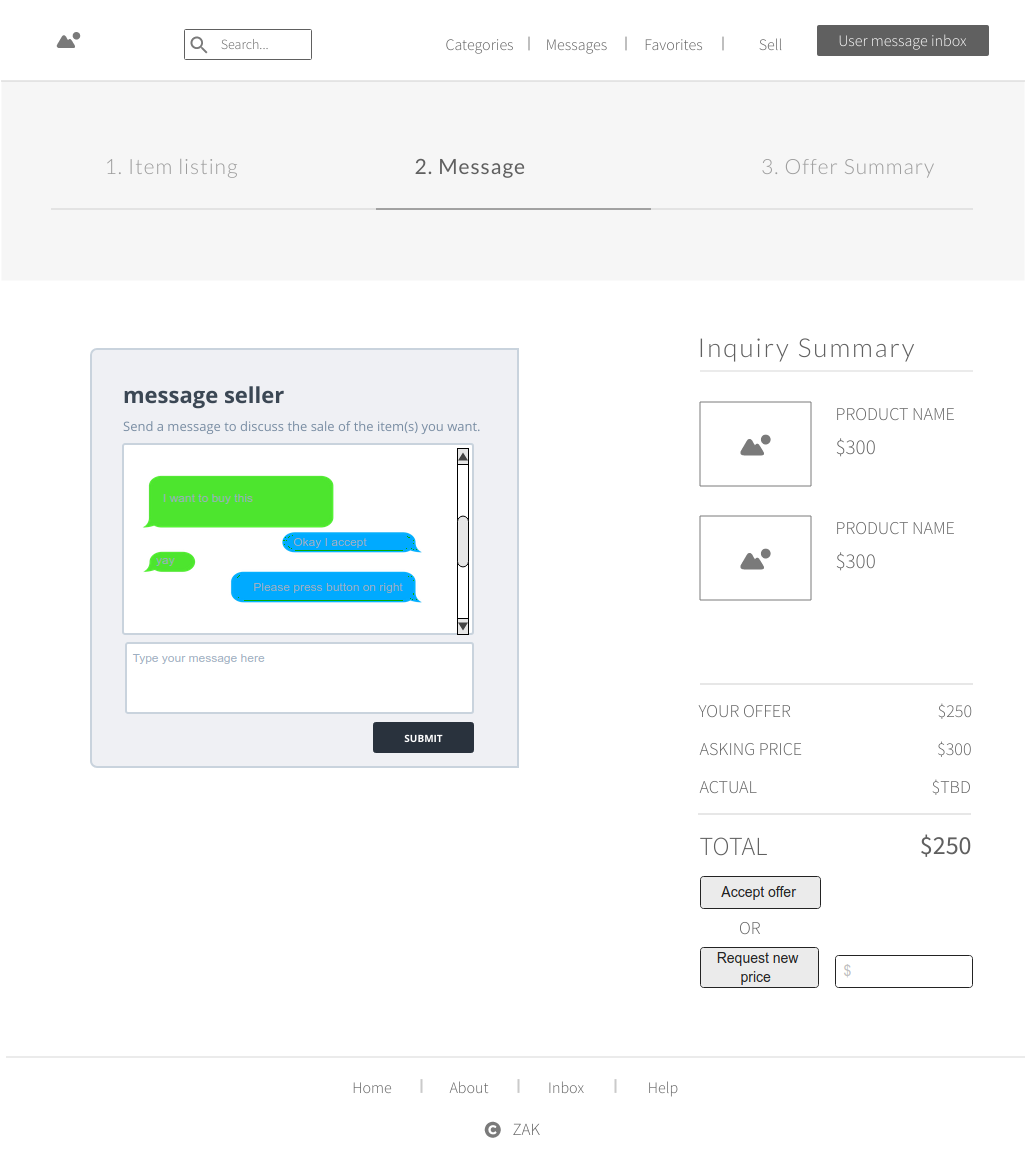 Search...
Categories | Messages | Favorites | Sell
User message inbox
1. Item listing
2. Message
3. Offer Summary
message seller
Send a message to discuss the sale of the item(s) you want.
I want to buy this
Okay I accept
Please press button on right
Type your message here
SUBMIT
Inquiry Summary
PRODUCT NAME
$300
PRODUCT NAME
$300
YOUR OFFER $250
ASKING PRICE $300
ACTUAL $TBD
TOTAL $250
Accept offer
OR
Request new
price
$
Home | About | Inbox | Help
© ZAK